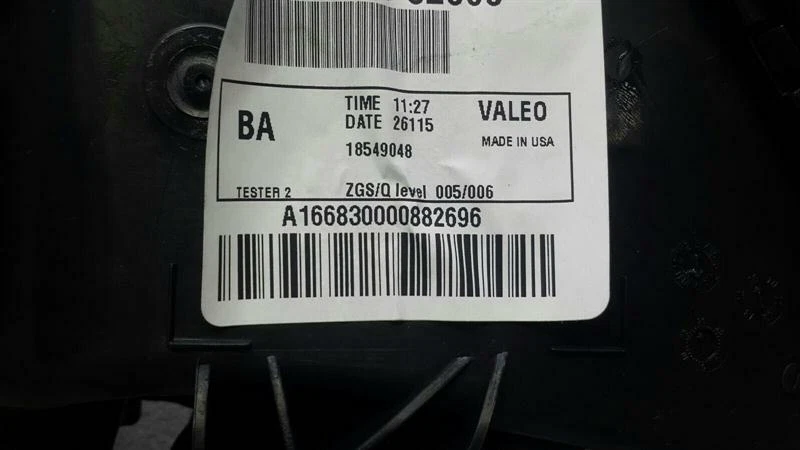 BA
TIME 11:27
DATE 26115
18549048
VALEO
MADE IN USA
TESTER 2
ZGS/Q level 005/006
A166830000882696